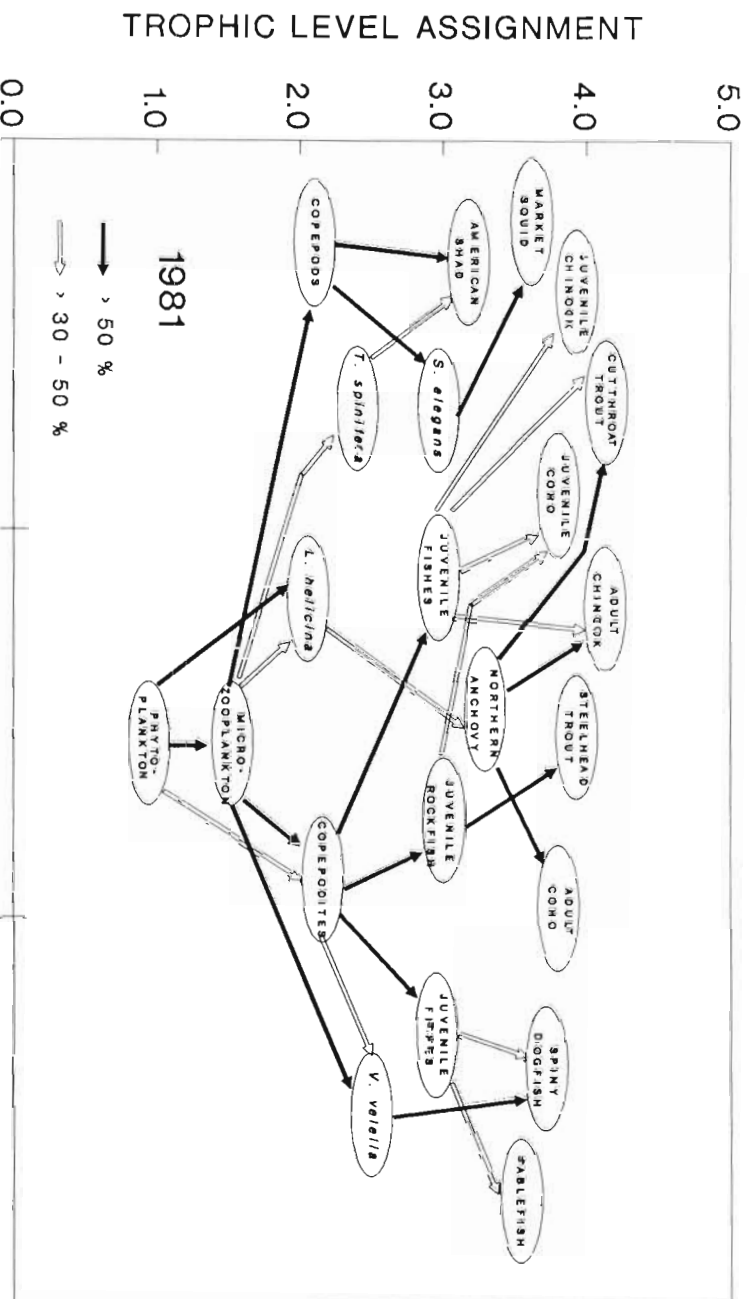 TROPHIC LEVEL ASSIGNMENT
5.0
4.0
3.0
2.0
1.0
0.0
MARKET
SQUID
JUVENILE
CHINOOK
CUTTHROAT
TROUT
JUVENILE
COHO
ADULT
CHINOOK
STEELHEAD
TROUT
ADULT
COHO
SPINY
DOGFISH
SABLEFISH
AMERICAN
SHAD
S. elegans
JUVENILE
FISHES
NORTHERN
ANCHOVY
JUVENILE
ROCKFISH
JUVENILE
COPEPODS
T. spinifera
L. helicina
COPEPODITES
V. velella
MICRO-
ZOOPLANKTON
PHYTO-
PLANKTON
1981
> 50 %
> 30 - 50 %